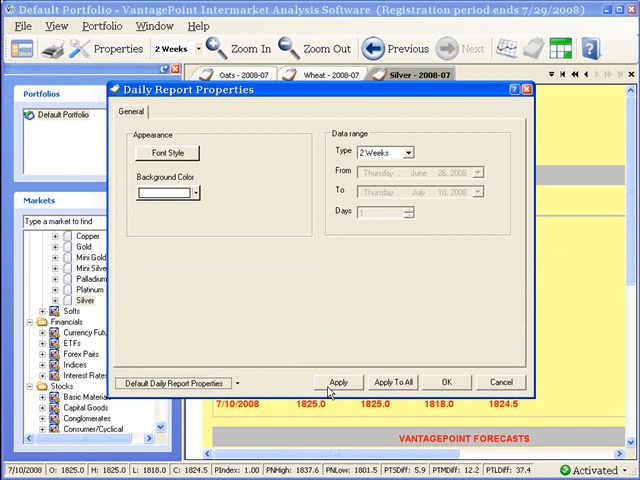 Default Portfolio - VantagePoint Intermarket Analysis Software (Registration period ends 7/29/2008)
File View Portfolio Window Help
Properties 2 Weeks Zoom In Zoom Out Previous Next
Oats - 2008-07 Wheat - 2008-07 Silver - 2008-07
Portfolios
Default Portfolio
Markets
Type a market to find
Copper
Gold
Mini Gold
Mini Silve
Palladium
Platinum
Silver
Softs
Financials
Currency Futu
ETFs
Forex Pairs
Indices
Interest Rates
Stocks
Basic Material
Capital Goods
Conglomerates
Consumer/Cyclical
Daily Report Properties
General
Appearance
Font Style
Background Color
Data range
Type 2 Weeks
From Thursday , June 26, 2008
To Thursday , July 10, 2008
Days 1
Default Daily Report Properties
Apply Apply To All OK Cancel
7/10/2008 1825.0 1825.0 1818.0 1824.5
VANTAGEPOINT FORECASTS
7/10/2008 O: 1825.0 H: 1825.0 L: 1818.0 C: 1824.5 PIndex: 1.00 PNHigh: 1837.6 PNLow: 1801.5 PTSDiff: 5.9 PTMDiff: 12.2 PTLDiff: 37.4 Activated